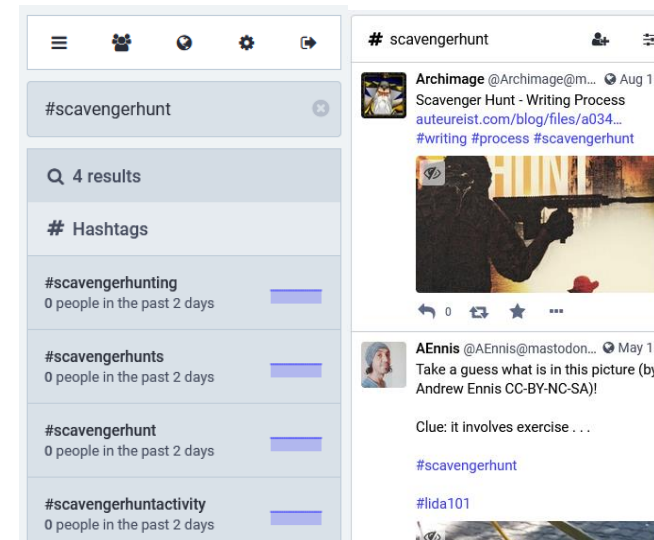 #scavengerhunt
4 results
# Hashtags
#scavengerhunting
0 people in the past 2 days
#scavengerhunts
0 people in the past 2 days
#scavengerhunt
0 people in the past 2 days
#scavengerhuntactivity
0 people in the past 2 days
# scavengerhunt
Archimage @Archimage@m... Aug 1
Scavenger Hunt - Writing Process
auteureist.com/blog/files/a034...
#writing #process #scavengerhunt
HUNT
0
AEnnis @AEnnis@mastodon... May 1
Take a guess what is in this picture (by
Andrew Ennis CC-BY-NC-SA)!
Clue: it involves exercise . . .
#scavengerhunt
#lida101